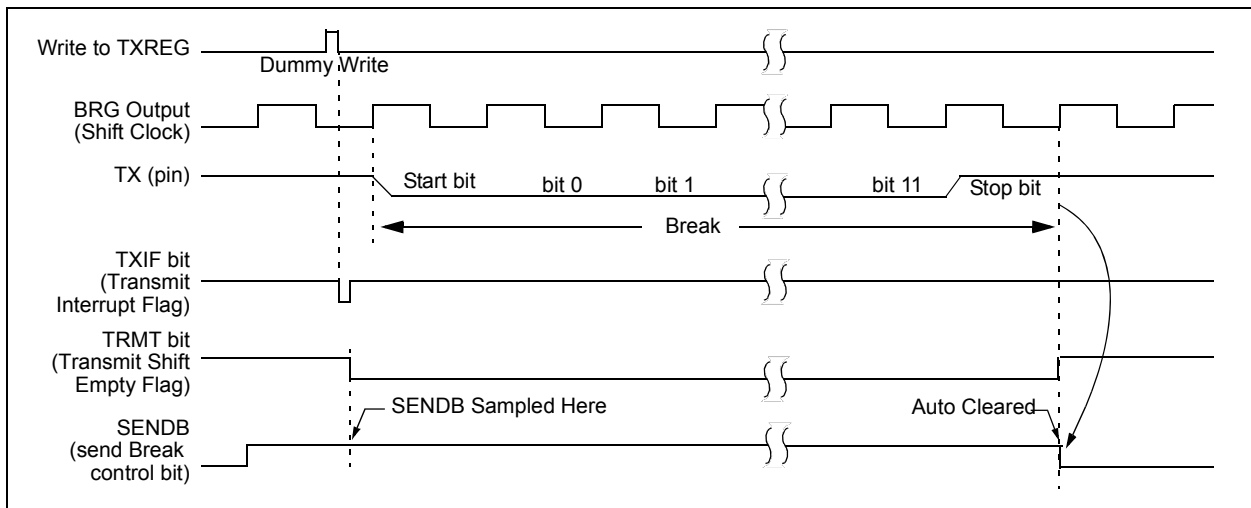 Write to TXREG
Dummy Write
BRG Output
(Shift Clock)
TX (pin)
Start bit
bit 0
bit 1
bit 11
Stop bit
Break
TXIF bit
(Transmit
Interrupt Flag)
TRMT bit
(Transmit Shift
Empty Flag)
SENDB Sampled Here
Auto Cleared
SENDB
(send Break
control bit)